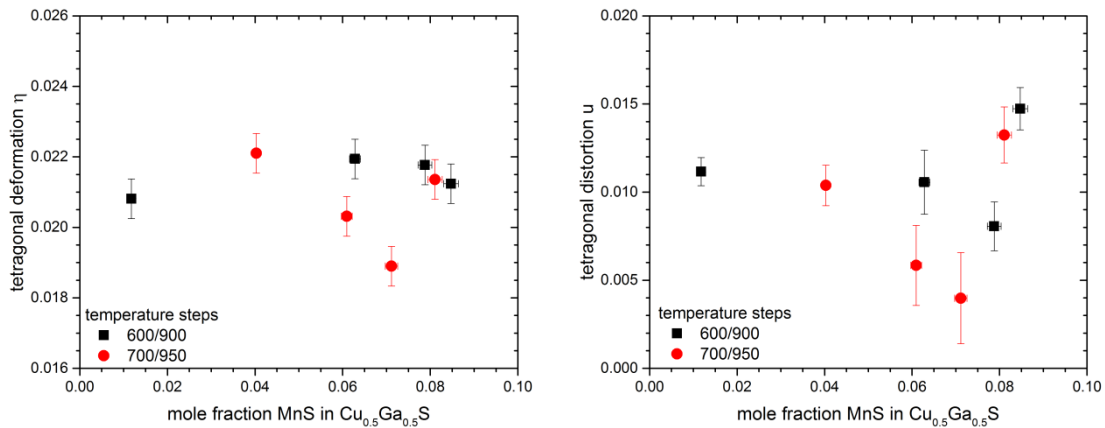 0.026
0.024
0.022
0.020
0.018
0.016
tetragonal deformation η
temperature steps
600/900
700/950
0.00 0.02 0.04 0.06 0.08 0.10
mole fraction MnS in Cu₀.₅Ga₀.₅S
0.020
0.015
0.010
0.005
0.000
tetragonal distortion u
temperature steps
600/900
700/950
0.00 0.02 0.04 0.06 0.08 0.10
mole fraction MnS in Cu₀.₅Ga₀.₅S